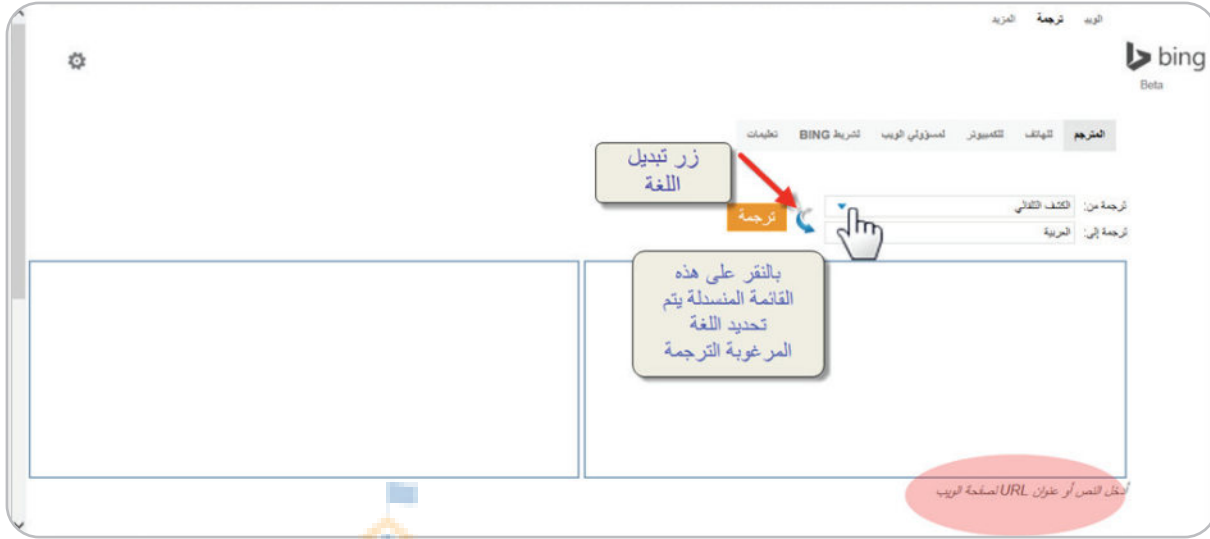 الويب ترجمة المزيد
bing
Beta
المترجم للهاتف للكمبيوتر لمسؤولي الويب لشريط BING تعليمات
زر تبديل
اللغة
ترجمة من: الكشف التلقائي
ترجمة إلى: العربية
ترجمة
بالنقر على هذه
القائمة المنسدلة يتم
تحديد اللغة
المرغوبة الترجمة
أدخل النص أو عنوان URL لصفحة الويب